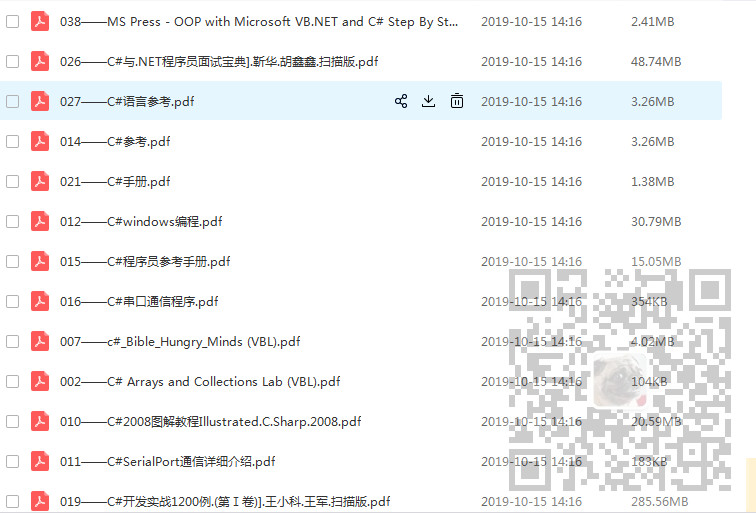 038——MS Press - OOP with Microsoft VB.NET and C# Step By St... 2019-10-15 14:16 2.41MB
026——C#与.NET程序员面试宝典].靳华.胡鑫鑫.扫描版.pdf 2019-10-15 14:16 48.74MB
027——C#语言参考.pdf 2019-10-15 14:16 3.26MB
014——C#参考.pdf 2019-10-15 14:16 3.26MB
021——C#手册.pdf 2019-10-15 14:16 1.38MB
012——C#windows编程.pdf 2019-10-15 14:16 30.79MB
015——C#程序员参考手册.pdf 2019-10-15 14:16 15.05MB
016——C#串口通信程序.pdf 2019-10-15 14:16 354KB
007——c#_Bible_Hungry_Minds (VBL).pdf 2019-10-15 14:16 4.02MB
002——C# Arrays and Collections Lab (VBL).pdf 2019-10-15 14:16 104KB
010——C#2008图解教程Illustrated.C.Sharp.2008.pdf 2019-10-15 14:16 20.59MB
011——C#SerialPort通信详细介绍.pdf 2019-10-15 14:16 183KB
019——C#开发实战1200例.(第Ⅰ卷)].王小科.王军.扫描版.pdf 2019-10-15 14:16 285.56MB